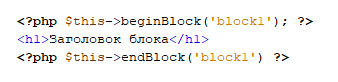 <?php $this->beginBlock('block1'); ?>
<h1>Заголовок блока</h1>
<?php $this->endBlock('block1') ?>